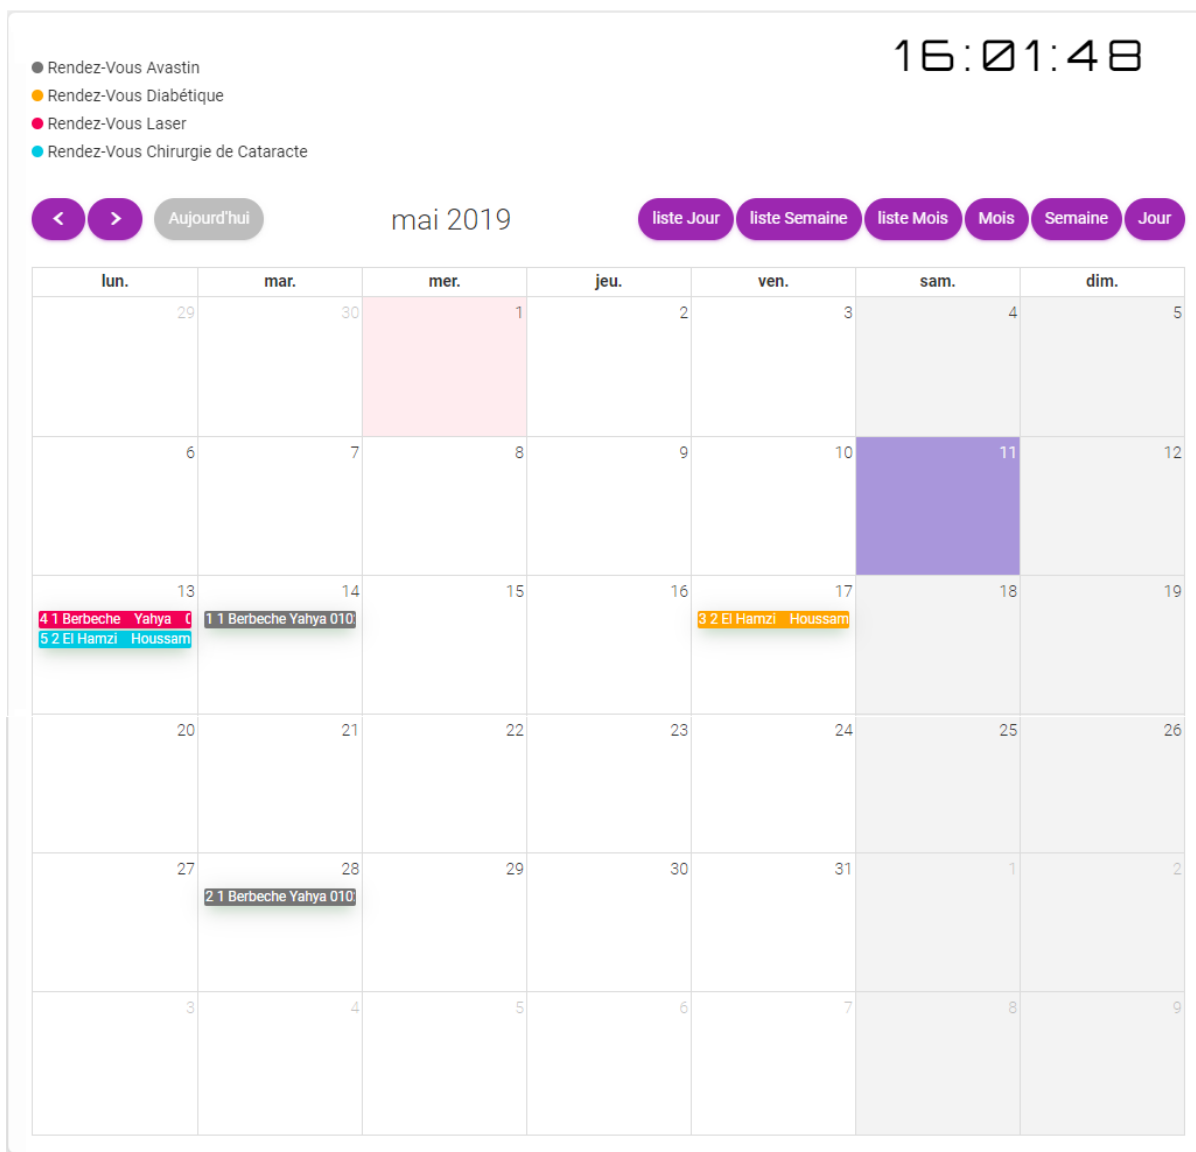 16:01:48
Rendez-Vous Avastin
Rendez-Vous Diabétique
Rendez-Vous Laser
Rendez-Vous Chirurgie de Cataracte
Aujourd'hui
mai 2019
liste Jour liste Semaine liste Mois Mois Semaine Jour
lun. mar. mer. jeu. ven. sam. dim.
29 30 1 2 3 4 5
6 7 8 9 10 11 12
13 14 15 16 17 18 19
4 1 Berbeche Yahya 1 1 Berbeche Yahya 010 3 2 El Hamzi Houssam
5 2 El Hamzi Houssam
20 21 22 23 24 25 26
27 28 29 30 31 1 2
2 1 Berbeche Yahya 010
3 4 5 6 7 8 9